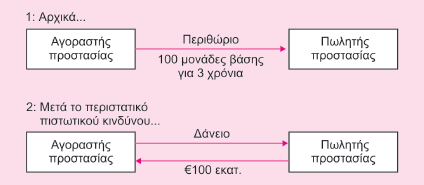 1: Αρχικά...
Αγοραστής
προστασίας
Περιθώριο
100 μονάδες βάσης
για 3 χρόνια
Πωλητής
προστασίας
2: Μετά το περιστατικό
πιστωτικού κινδύνου...
Αγοραστής
προστασίας
Δάνειο
€100 εκατ.
Πωλητής
προστασίας